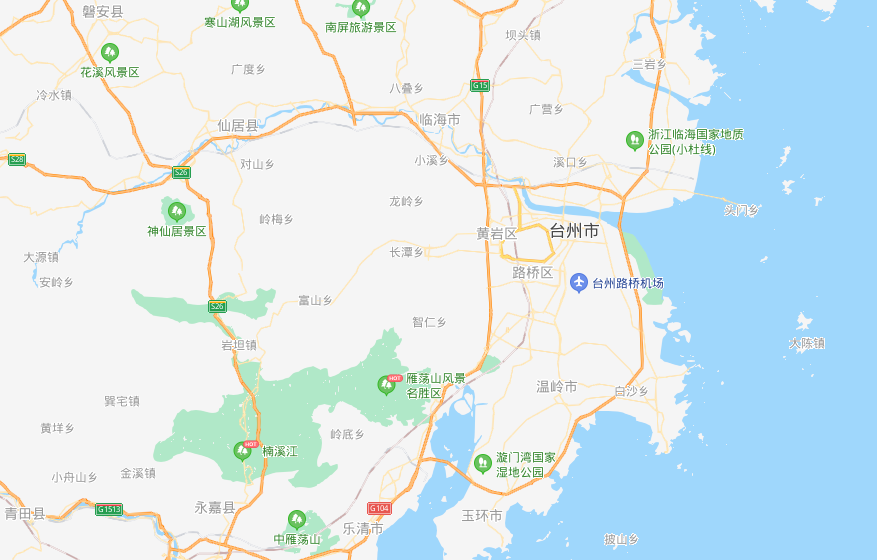 磐安县
寒山湖风景区
南屏旅游景区
坝头镇
花溪风景区
广度乡
三岩乡
冷水镇
八叠乡
G15
广营乡
仙居县
临海市
浙江临海国家地质
公园(小杜线)
S28
S26
对山乡
小溪乡
溪口乡
龙岭乡
头门乡
神仙居景区
岭梅乡
黄岩区
台州市
大源镇
长潭乡
安岭乡
路桥区
台州路桥机场
富山乡
S26
智仁乡
岩坦镇
大陈镇
HOT
雁荡山风景
名胜区
温岭市
白沙乡
巽宅镇
黄垟乡
岭底乡
HOT
楠溪江
漩门湾国家
湿地公园
小舟山乡
金溪镇
青田县
G1513
永嘉县
G104
玉环市
乐清市
中雁荡山
披山乡